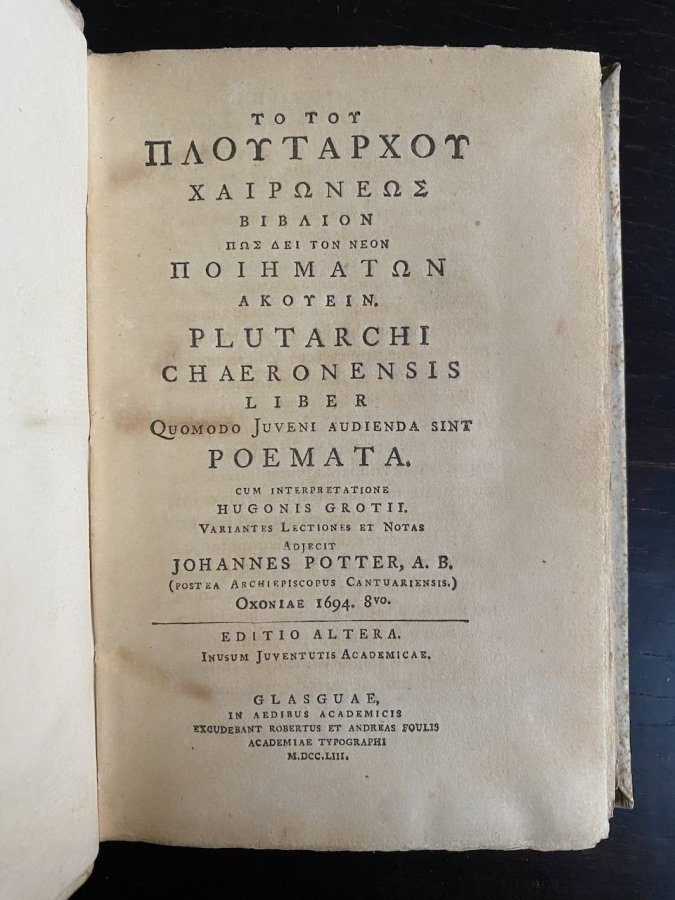 ΤΟ ΤΟΥ
ΠΛΟΥΤΑΡΧΟΥ
ΧΑΙΡΩΝΕΩΣ
ΒΙΒΛΙΟΝ
ΠΩΣ ΔΕΙ ΤΟΝ ΝΕΟΝ
ΠΟΙΗΜΑΤΩΝ
ΑΚΟΥΕΙΝ.
PLUTARCHI
CHAERONENSIS
LIBER
QUOMODO JUVENI AUDIENDA SINT
POEMATA.
CUM INTERPRETATIONE
HUGONIS GROTII.
VARIANTES LECTIONES ET NOTAS
ADJECIT
JOHANNES POTTER, A. B.
(POSTEA ARCHIEPISCOPUS CANTUARIENSIS.)
OXONIAE 1694. 8VO.
EDITIO ALTERA.
INUSUM JUVENTUTIS ACADEMICAE.
GLASGUAE,
IN AEDIBUS ACADEMICIS
EXCUDEBANT ROBERTUS ET ANDREAS FOULIS
ACADEMIAE TYPOGRAPHI
M.DCC.LIII.